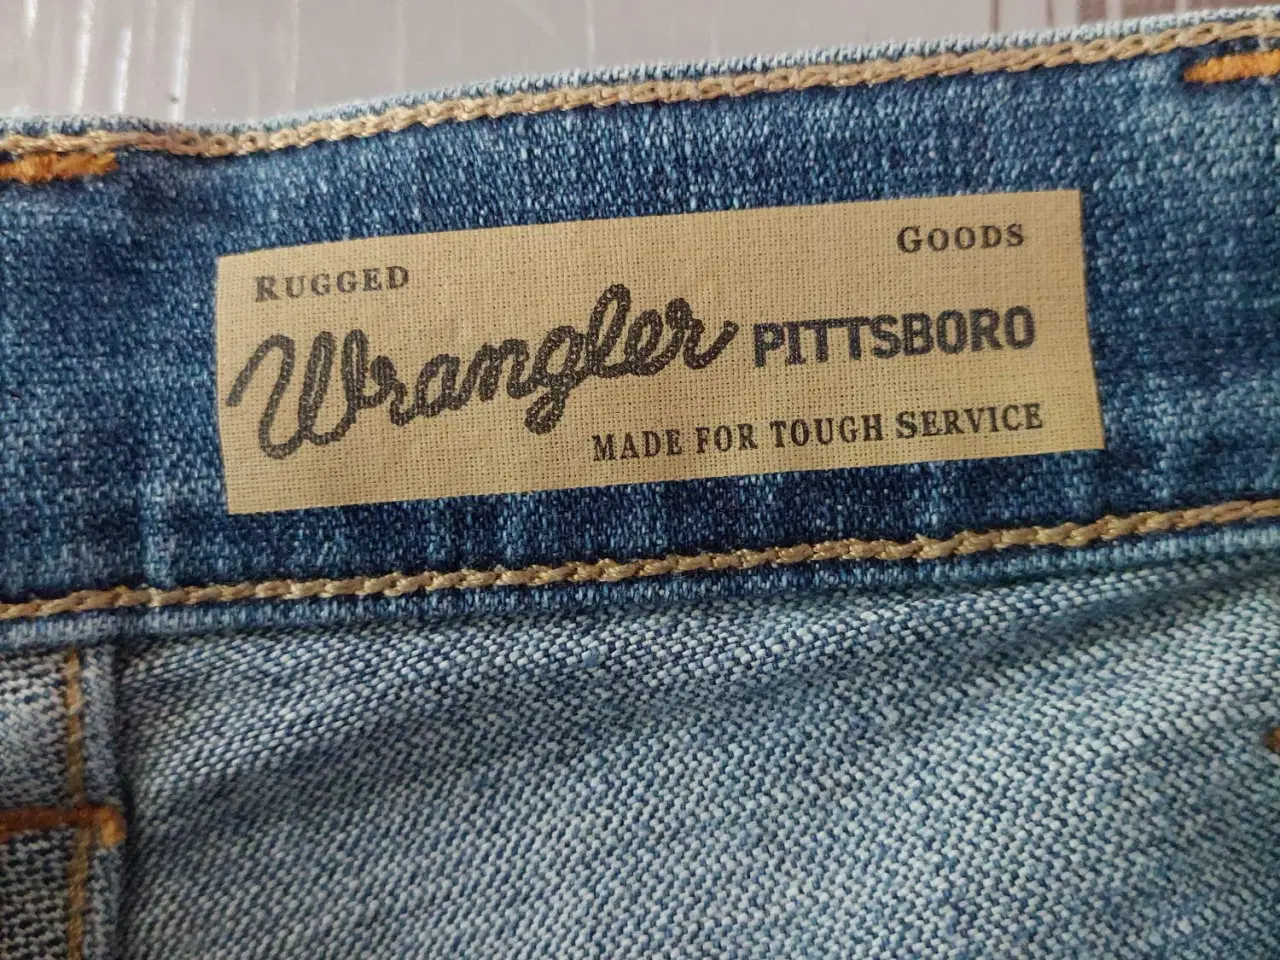 RUGGED GOODS
Wrangler PITTSBORO
MADE FOR TOUGH SERVICE